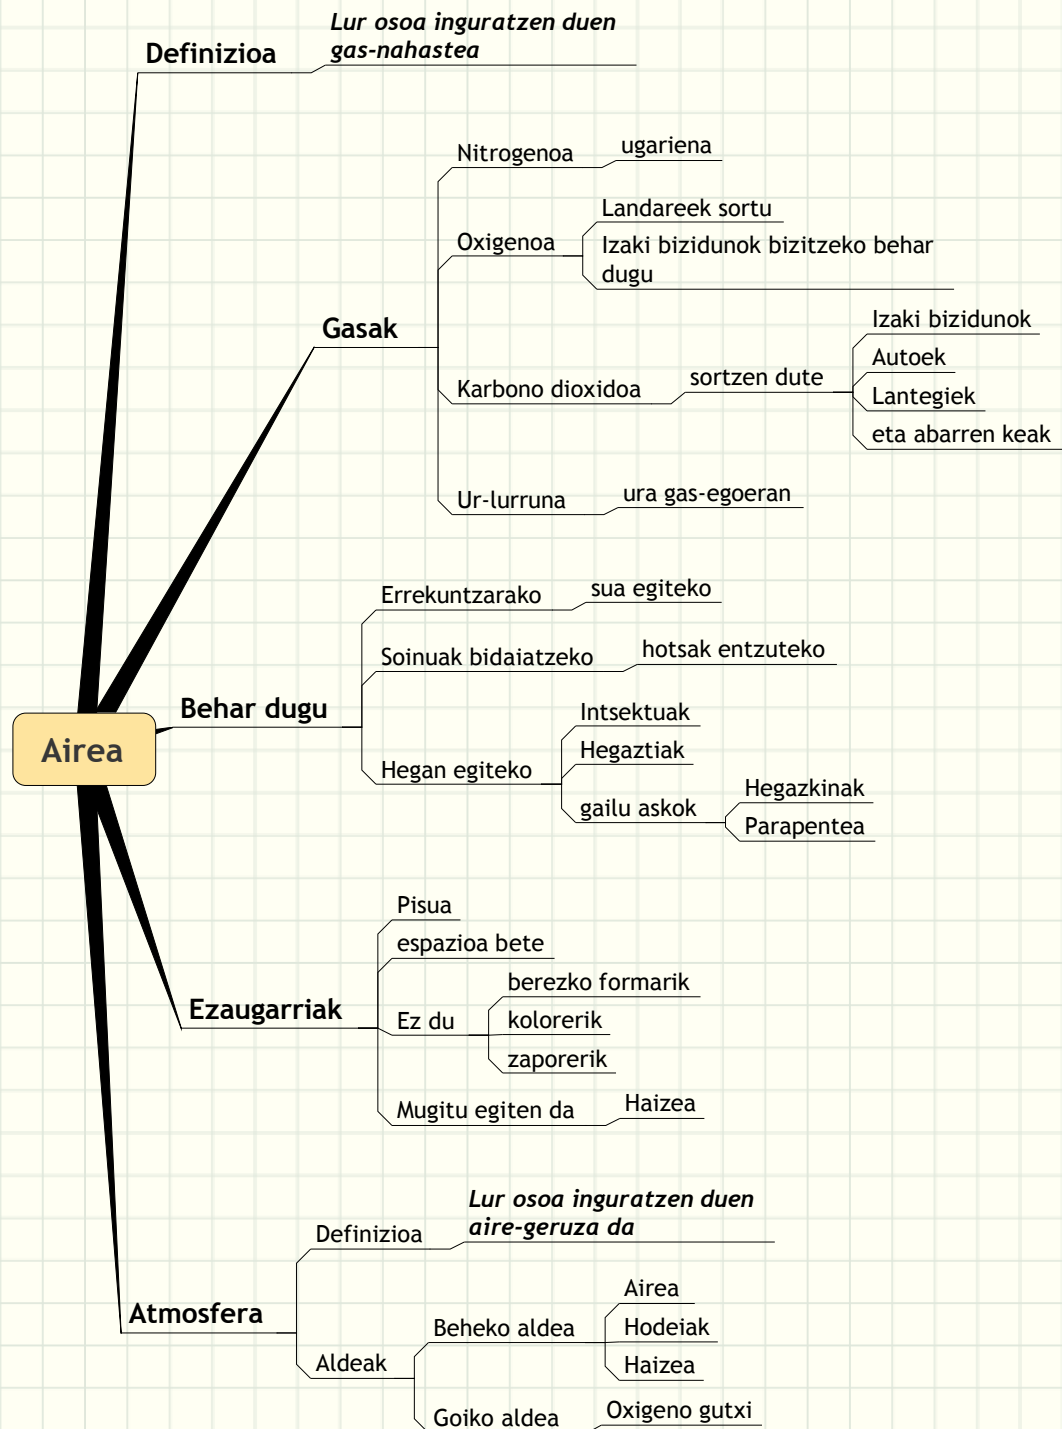 Lur osoa inguratzen duen
gas-nahastea
Definizioa
Nitrogenoa
ugariena
Landareek sortu
Oxigenoa
Izaki bizidunok bizitzeko behar
dugu
Gasak
Izaki bizidunok
Autoek
Karbono dioxidoa
sortzen dute
Lantegiek
eta abarren keak
Ur-lurruna
ura gas-egoeran
Errekuntzarako
sua egiteko
Soinuak bidaiatzeko
hotsak entzuteko
Behar dugu
Intsektuak
Hegaztiak
Hegan egiteko
gailu askok
Hegazkinak
Parapentea
Airea
Pisua
espazioa bete
Ezaugarriak
Ez du
berezko formarik
kolorerik
zaporerik
Mugitu egiten da
Haizea
Lur osoa inguratzen duen
aire-geruza da
Definizioa
Atmosfera
Airea
Beheko aldea
Hodeiak
Haizea
Aldeak
Goiko aldea
Oxigeno gutxi